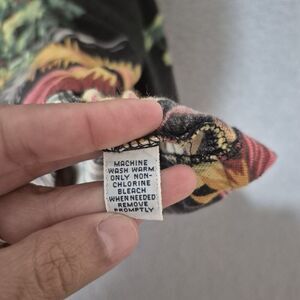 MACHINE
WASH WARM
ONLY NON-
CHLORINE
BLEACH
WHEN NEEDED
REMOVE
PROMPTLY